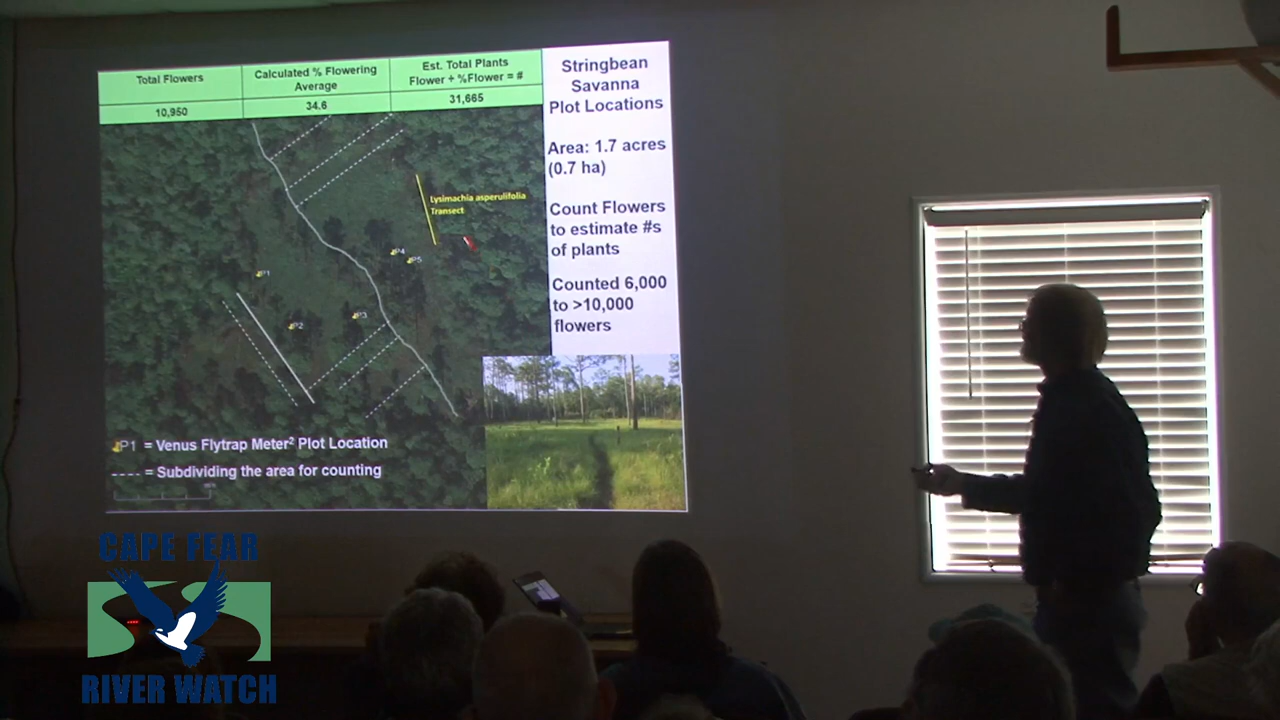 Total Flowers
Calculated % Flowering
Average
Est. Total Plants
Flower ÷ %Flower = #
10,950
34.6
31,665
Stringbean
Savanna
Plot Locations
Area: 1.7 acres
(0.7 ha)
Count Flowers
to estimate #s
of plants
Counted 6,000
to >10,000
flowers
Lysimachia asperulifolia
Transect
P4
P5
P1
P3
P2
P1 = Venus Flytrap Meter² Plot Location
---- = Subdividing the area for counting
CAPE FEAR
RIVER WATCH